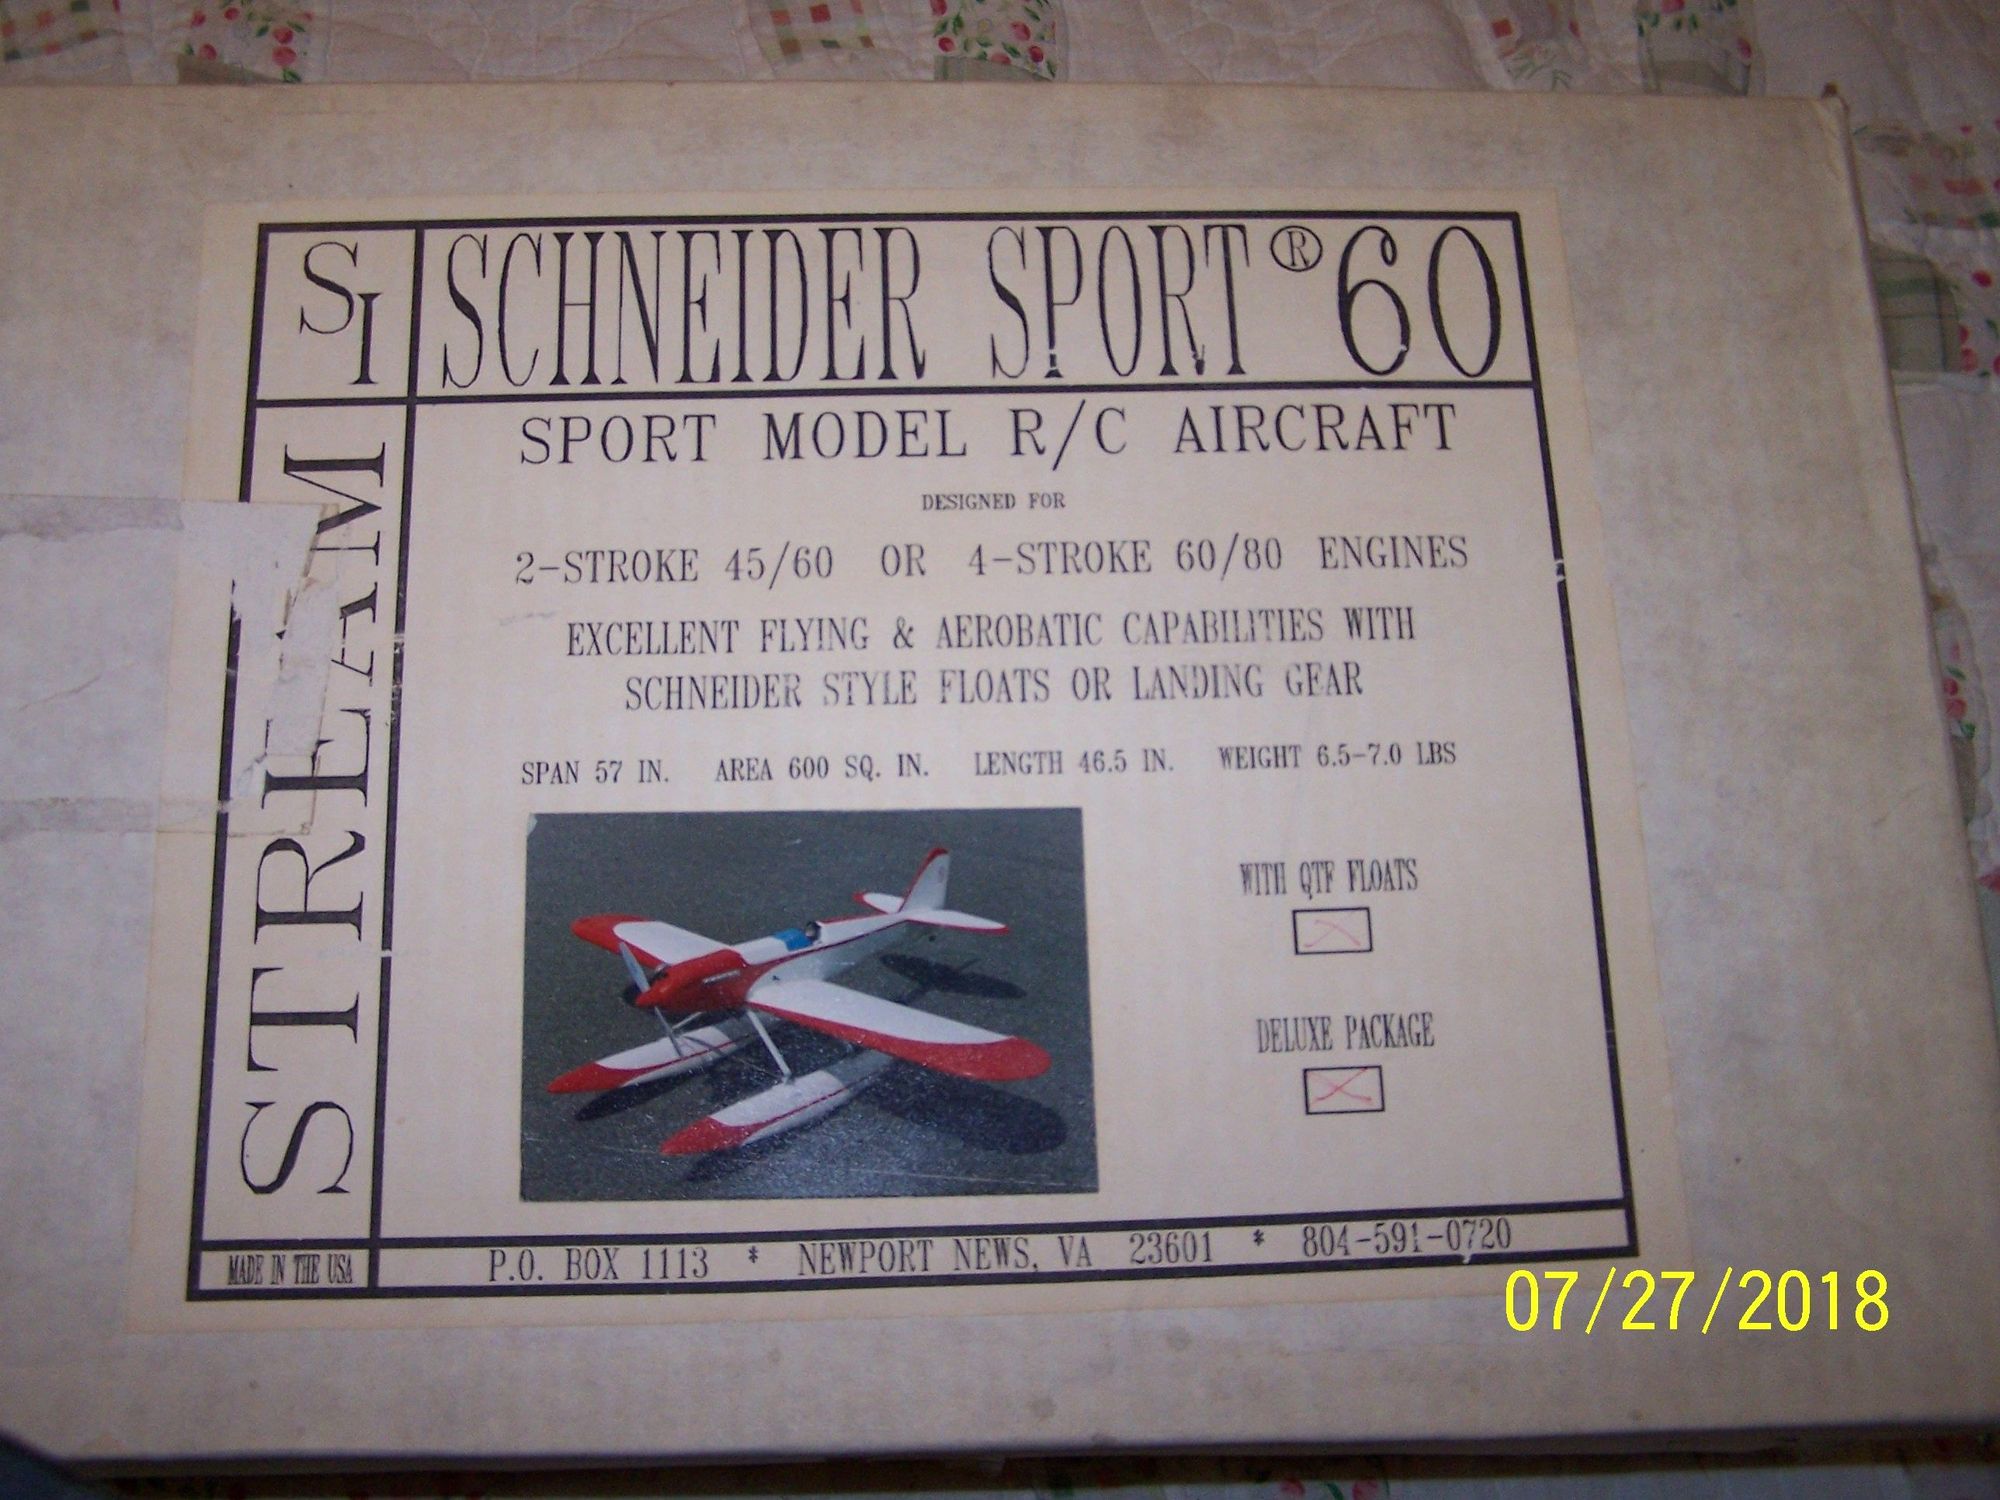 SI
SCHNEIDER SPORT ® 60
STREAM
SPORT MODEL R/C AIRCRAFT
DESIGNED FOR
2-STROKE 45/60 OR 4-STROKE 60/80 ENGINES
EXCELLENT FLYING & AEROBATIC CAPABILITIES WITH
SCHNEIDER STYLE FLOATS OR LANDING GEAR
SPAN 57 IN. AREA 600 SQ. IN. LENGTH 46.5 IN. WEIGHT 6.5-7.0 LBS
WITH QTF FLOATS
DELUXE PACKAGE
MADE IN THE USA
P.O. BOX 1113 * NEWPORT NEWS, VA 23601 * 804-591-0720
07/27/2018